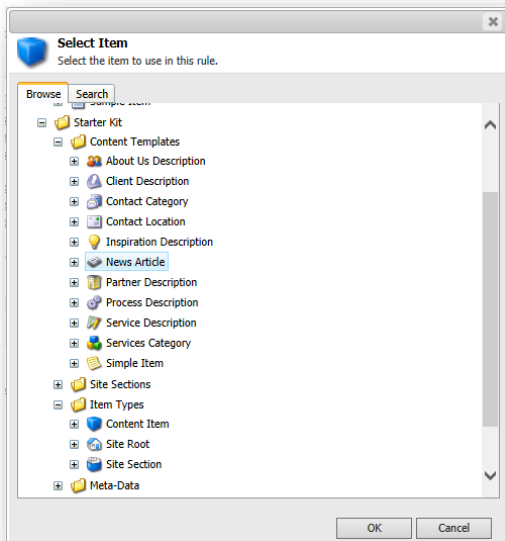 Select Item
Select the item to use in this rule.
Browse Search
Sample Item
Starter Kit
Content Templates
About Us Description
Client Description
Contact Category
Contact Location
Inspiration Description
News Article
Partner Description
Process Description
Service Description
Services Category
Simple Item
Site Sections
Item Types
Content Item
Site Root
Site Section
Meta-Data
OK Cancel